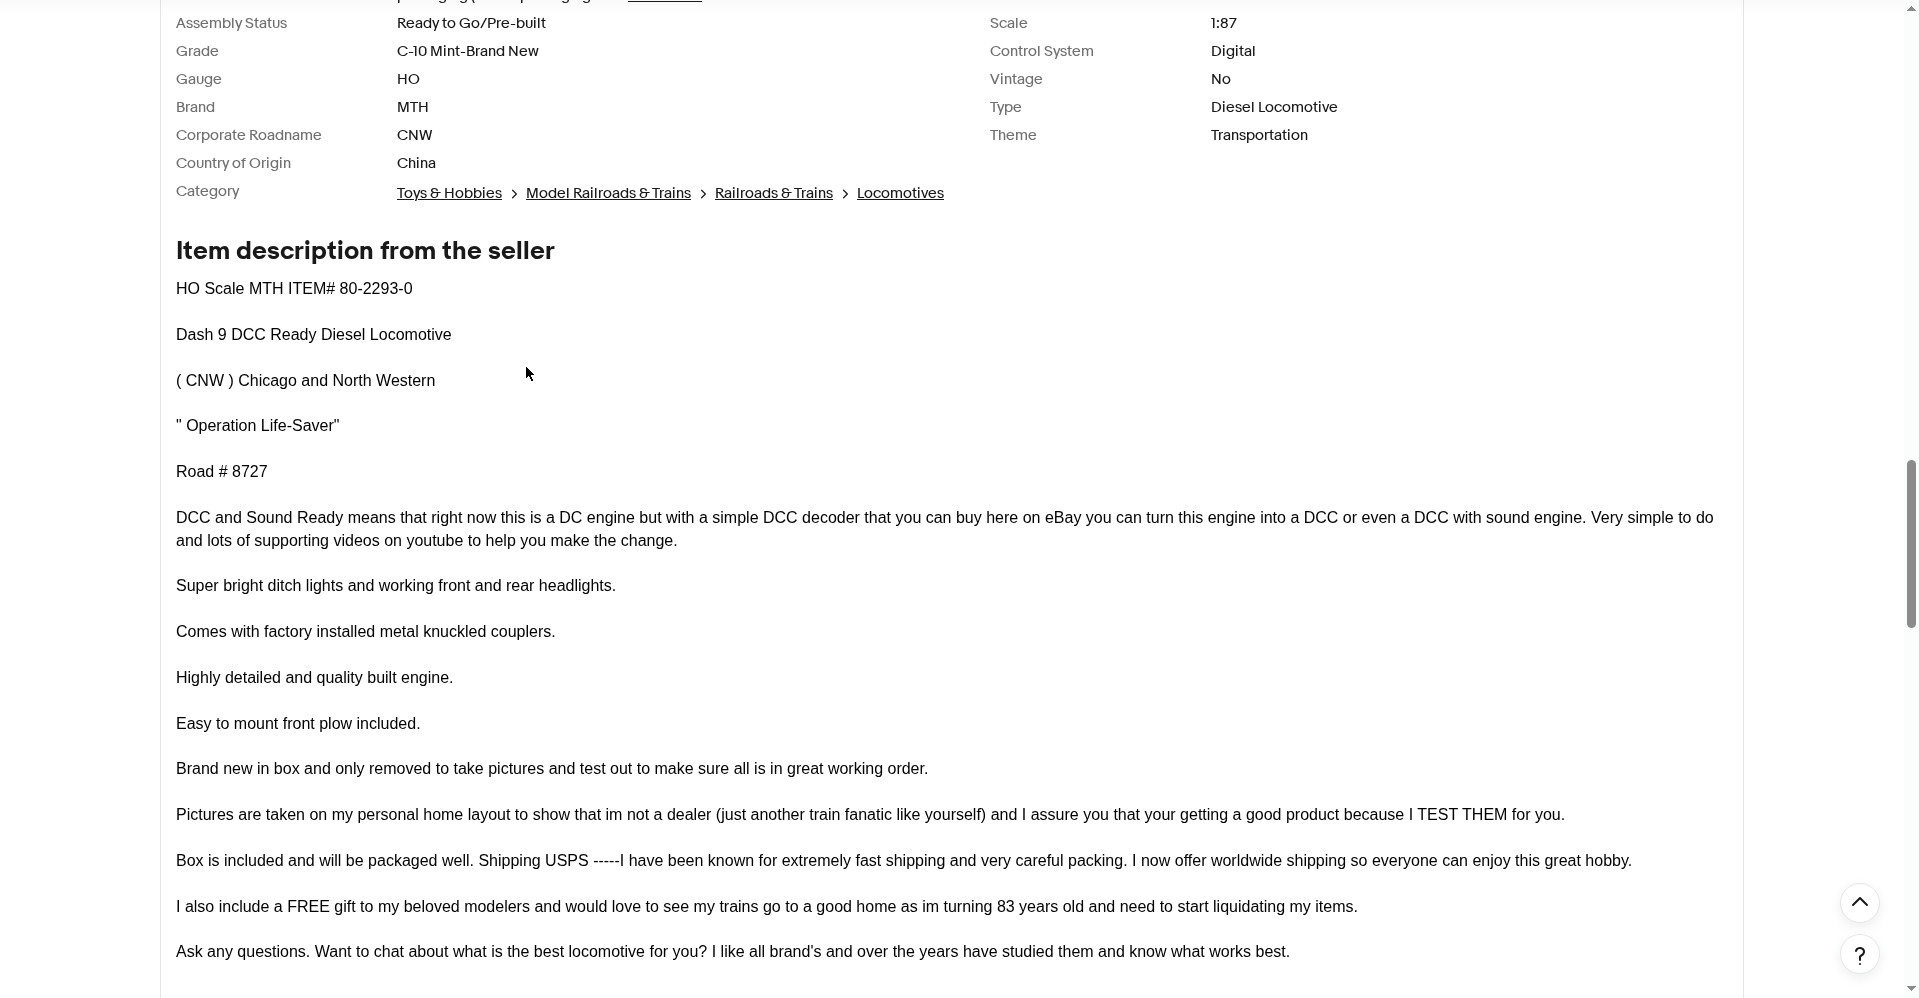 Assembly Status Ready to Go/Pre-built Scale 1:87
Grade C-10 Mint-Brand New Control System Digital
Gauge HO Vintage No
Brand MTH Type Diesel Locomotive
Corporate Roadname CNW Theme Transportation
Country of Origin China
Category Toys & Hobbies > Model Railroads & Trains > Railroads & Trains > Locomotives
Item description from the seller
HO Scale MTH ITEM# 80-2293-0
Dash 9 DCC Ready Diesel Locomotive
( CNW ) Chicago and North Western
" Operation Life-Saver"
Road # 8727
DCC and Sound Ready means that right now this is a DC engine but with a simple DCC decoder that you can buy here on eBay you can turn this engine into a DCC or even a DCC with sound engine. Very simple to do
and lots of supporting videos on youtube to help you make the change.
Super bright ditch lights and working front and rear headlights.
Comes with factory installed metal knuckled couplers.
Highly detailed and quality built engine.
Easy to mount front plow included.
Brand new in box and only removed to take pictures and test out to make sure all is in great working order.
Pictures are taken on my personal home layout to show that im not a dealer (just another train fanatic like yourself) and I assure you that your getting a good product because I TEST THEM for you.
Box is included and will be packaged well. Shipping USPS -----I have been known for extremely fast shipping and very careful packing. I now offer worldwide shipping so everyone can enjoy this great hobby.
I also include a FREE gift to my beloved modelers and would love to see my trains go to a good home as im turning 83 years old and need to start liquidating my items.
Ask any questions. Want to chat about what is the best locomotive for you? I like all brand's and over the years have studied them and know what works best.
?